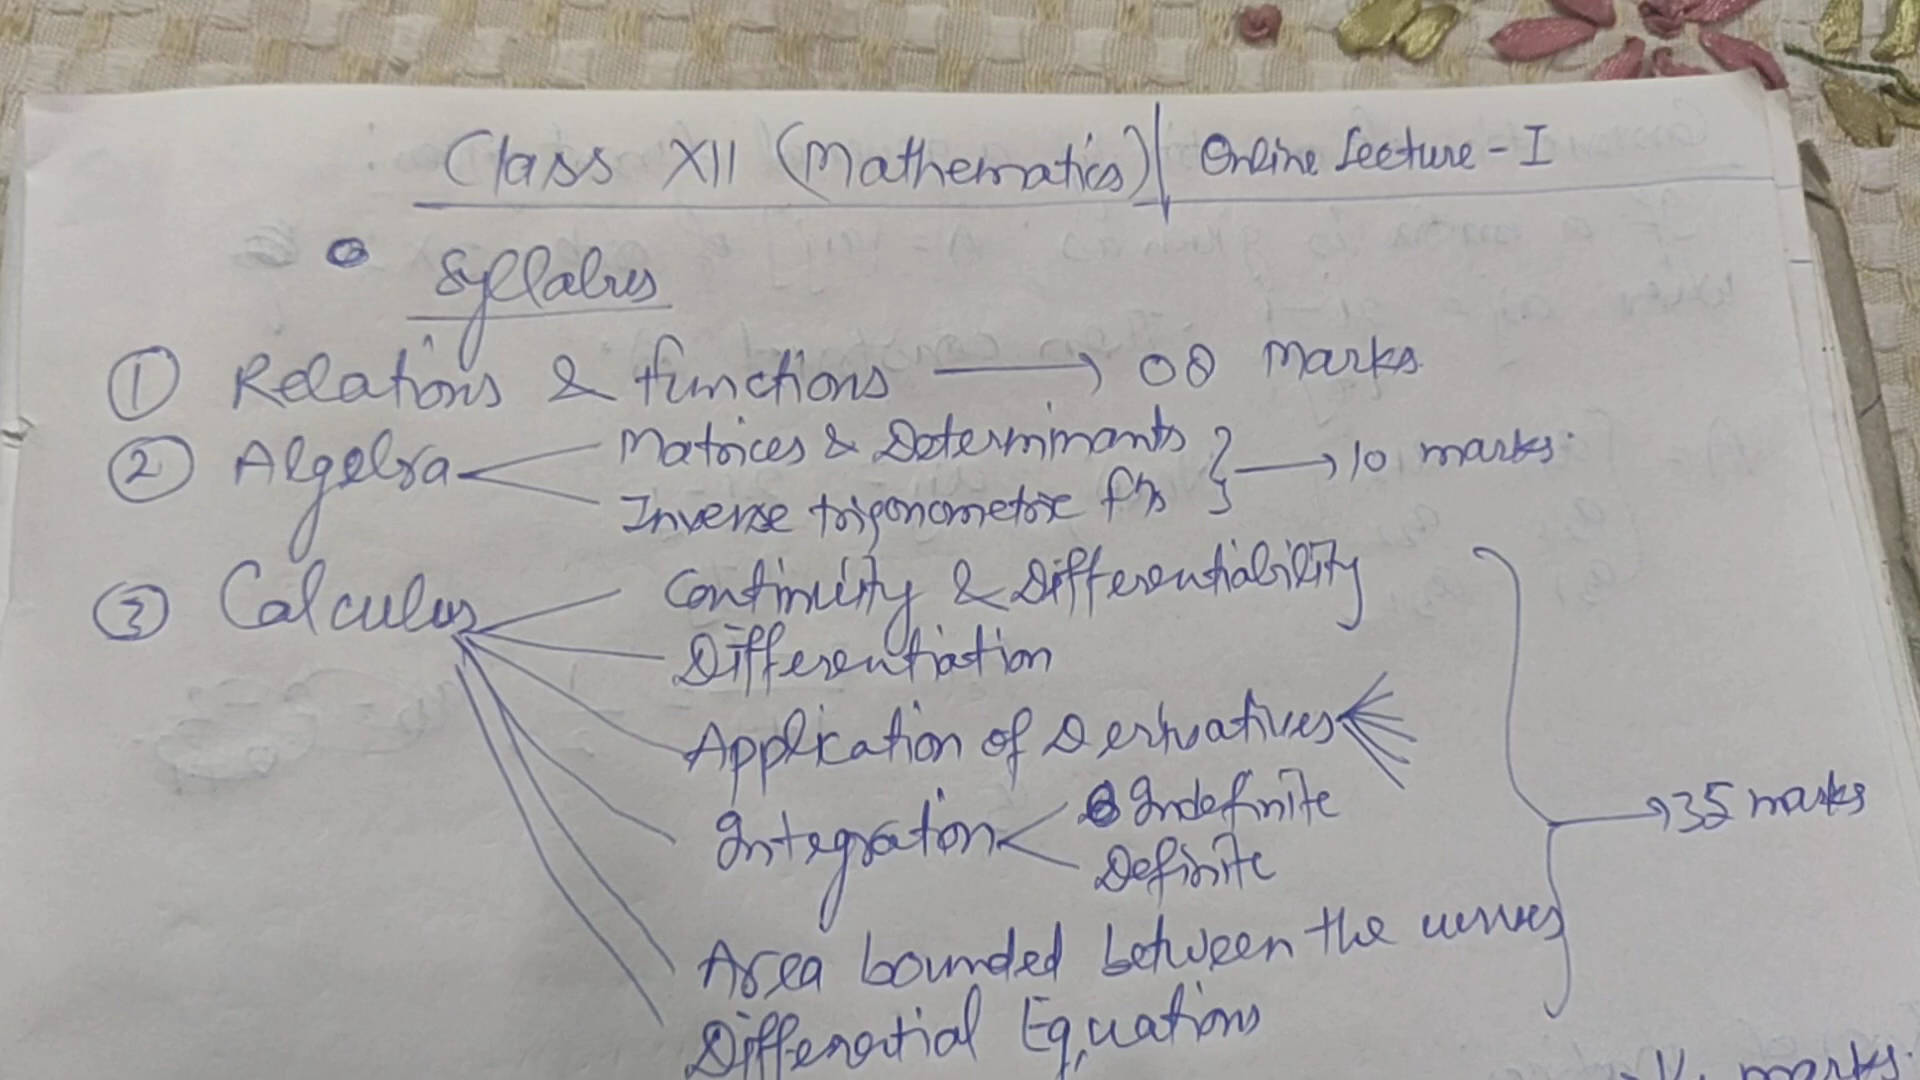 Class XII (Mathematics) | Online Lecture - I
Syllabus
① Relations & functions → 08 marks
② Algebra
Matrices & Determinants
Inverse trigonometric fns
} → 10 marks
③ Calculus
Continuity & Differentiability
Differentiation
Application of Derivatives
Integration
Indefinite
Definite
Area bounded between the curves
Differential Equations
} → 35 marks
marks.